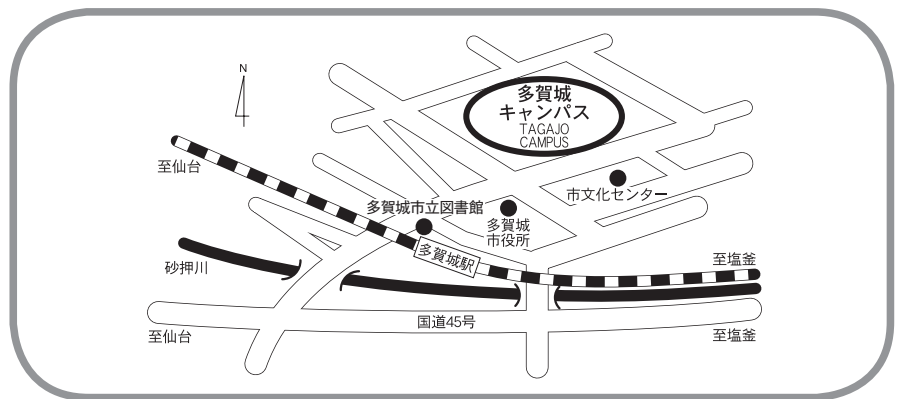 N
多賀城
キャンパス
TAGAJO
CAMPUS
至仙台
市文化センター
多賀城市立図書館
多賀城
市役所
多賀城駅
砂押川
至塩釜
国道45号
至仙台
至塩釜